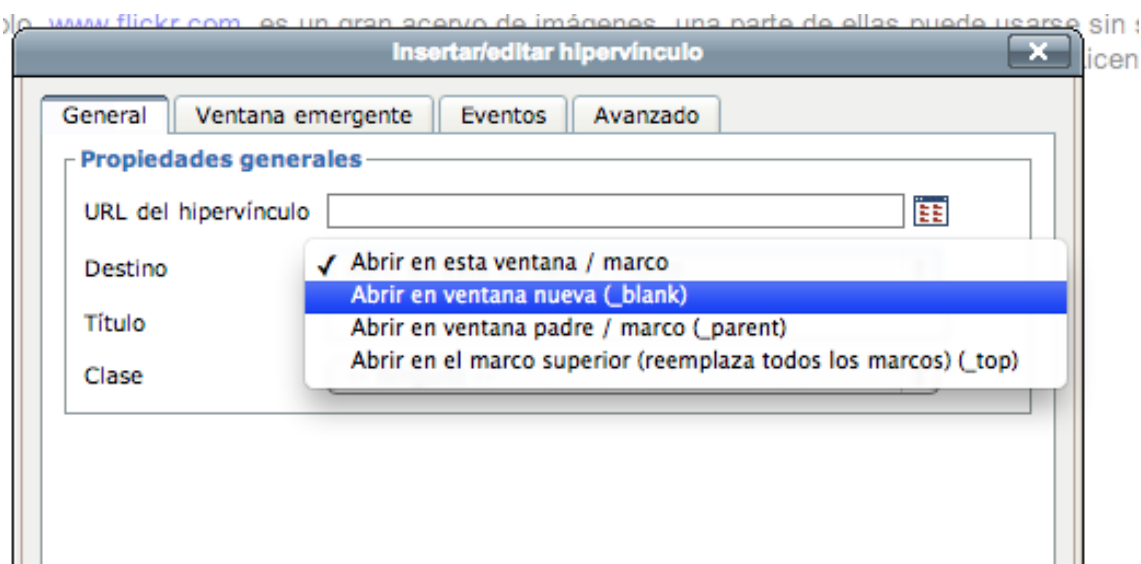 www.flickr.com, es un gran acervo de imágenes, una parte de ellas puede usarse sin
Insertar/editar hipervínculo
General Ventana emergente Eventos Avanzado
Propiedades generales
URL del hipervínculo
Destino
✓ Abrir en esta ventana / marco
Abrir en ventana nueva (_blank)
Título
Abrir en ventana padre / marco (_parent)
Abrir en el marco superior (reemplaza todos los marcos) (_top)
Clase